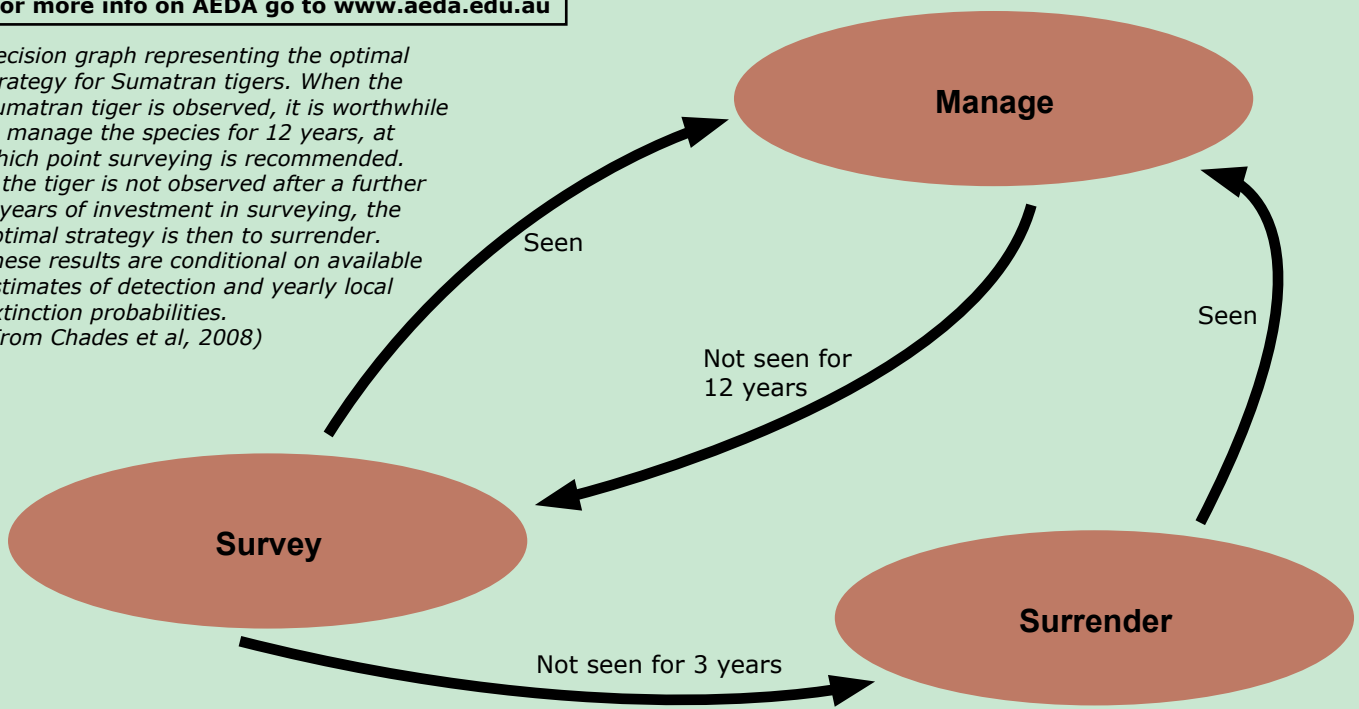 or more info on AEDA go to www.aeda.edu.au
ecision graph representing the optimal
rategy for Sumatran tigers. When the
umatran tiger is observed, it is worthwhile
manage the species for 12 years, at
hich point surveying is recommended.
the tiger is not observed after a further
years of investment in surveying, the
ptimal strategy is then to surrender.
hese results are conditional on available
stimates of detection and yearly local
xtinction probabilities.
rom Chades et al, 2008)
Manage
Seen
Seen
Not seen for
12 years
Survey
Surrender
Not seen for 3 years